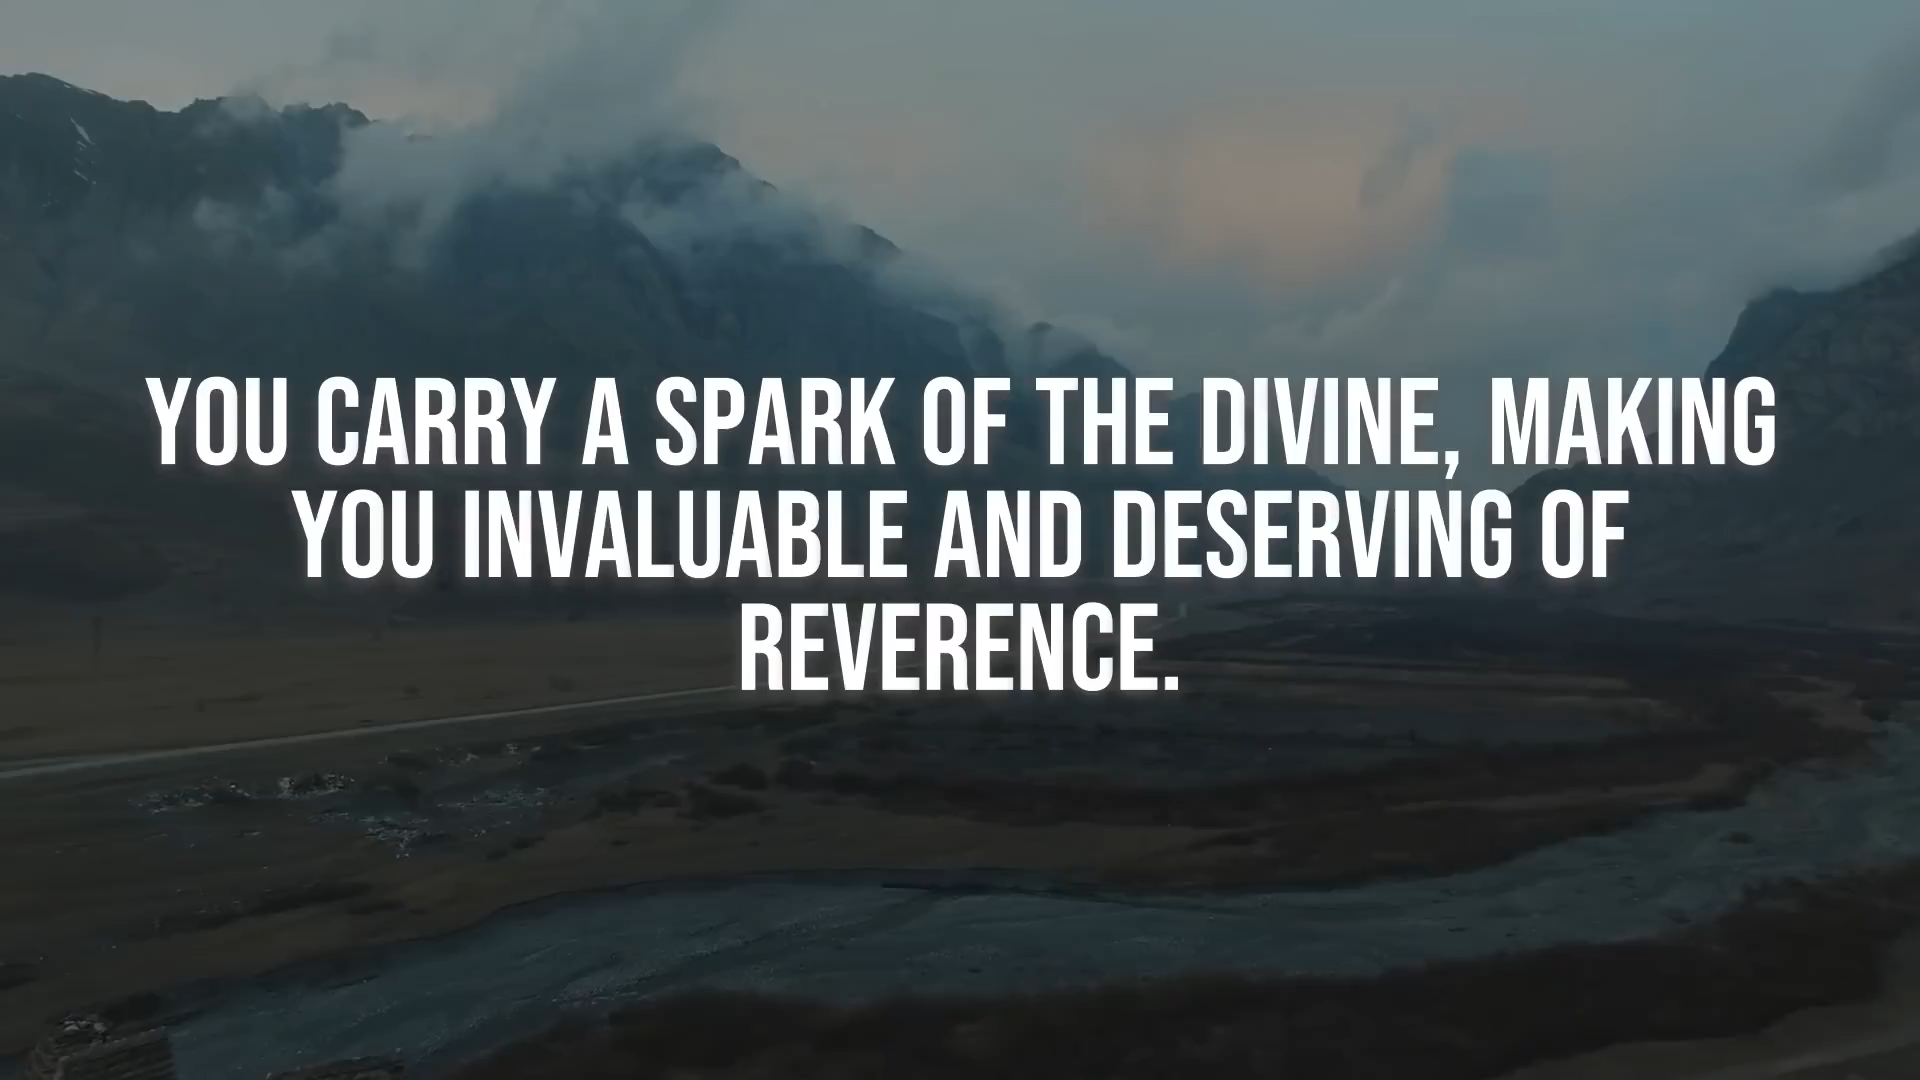 YOU CARRY A SPARK OF THE DIVINE, MAKING
YOU INVALUABLE AND DESERVING OF
REVERENCE.